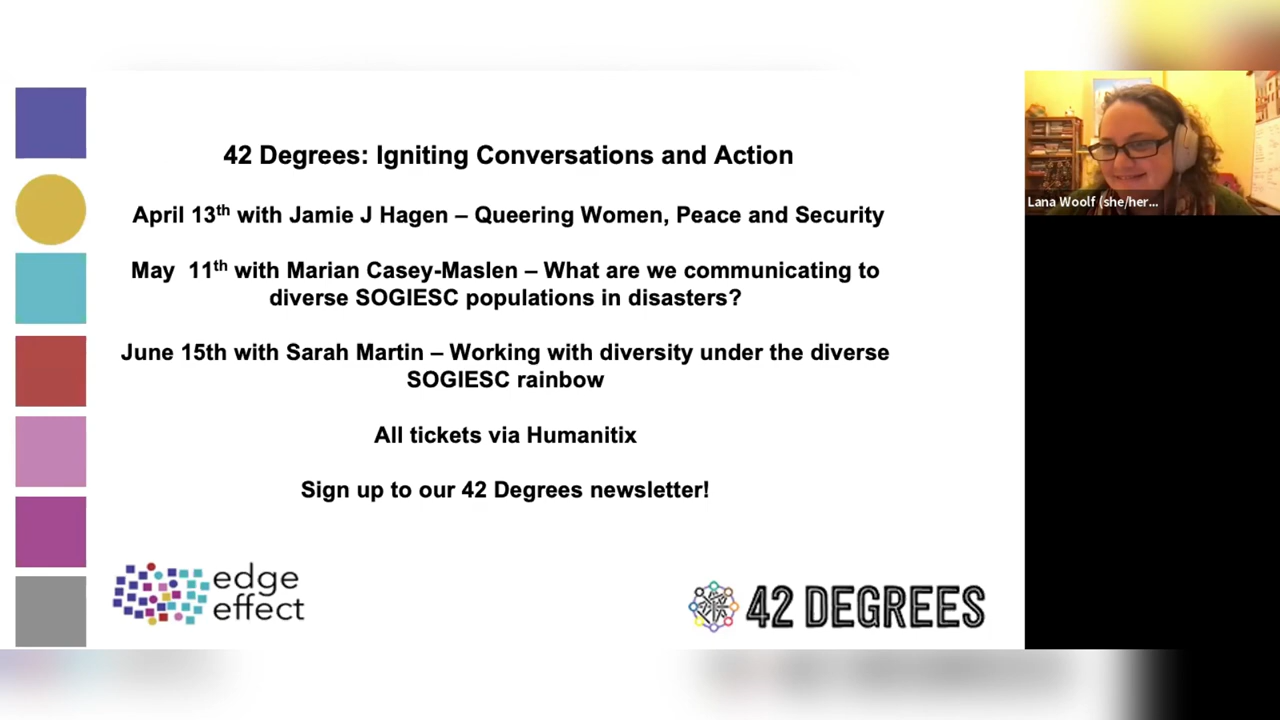 42 Degrees: Igniting Conversations and Action
April 13th with Jamie J Hagen – Queering Women, Peace and Security
May 11th with Marian Casey-Maslen – What are we communicating to
diverse SOGIESC populations in disasters?
June 15th with Sarah Martin – Working with diversity under the diverse
SOGIESC rainbow
All tickets via Humanitix
Sign up to our 42 Degrees newsletter!
edge
effect
42 DEGREES
Lana Woolf (she/her...